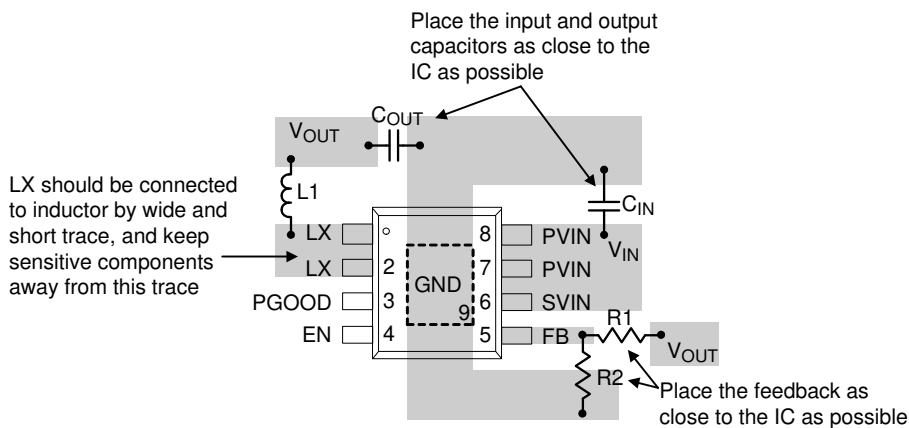 Place the input and output
capacitors as close to the
IC as possible
COUT
VOUT
LX should be connected
to inductor by wide and
short trace, and keep
sensitive components
away from this trace
L1
CIN
VIN
LX
8
PVIN
LX
2
7
PVIN
GND
PGOOD
3
6
SVIN
9
EN
4
5
FB
R1
VOUT
R2
Place the feedback as
close to the IC as possible